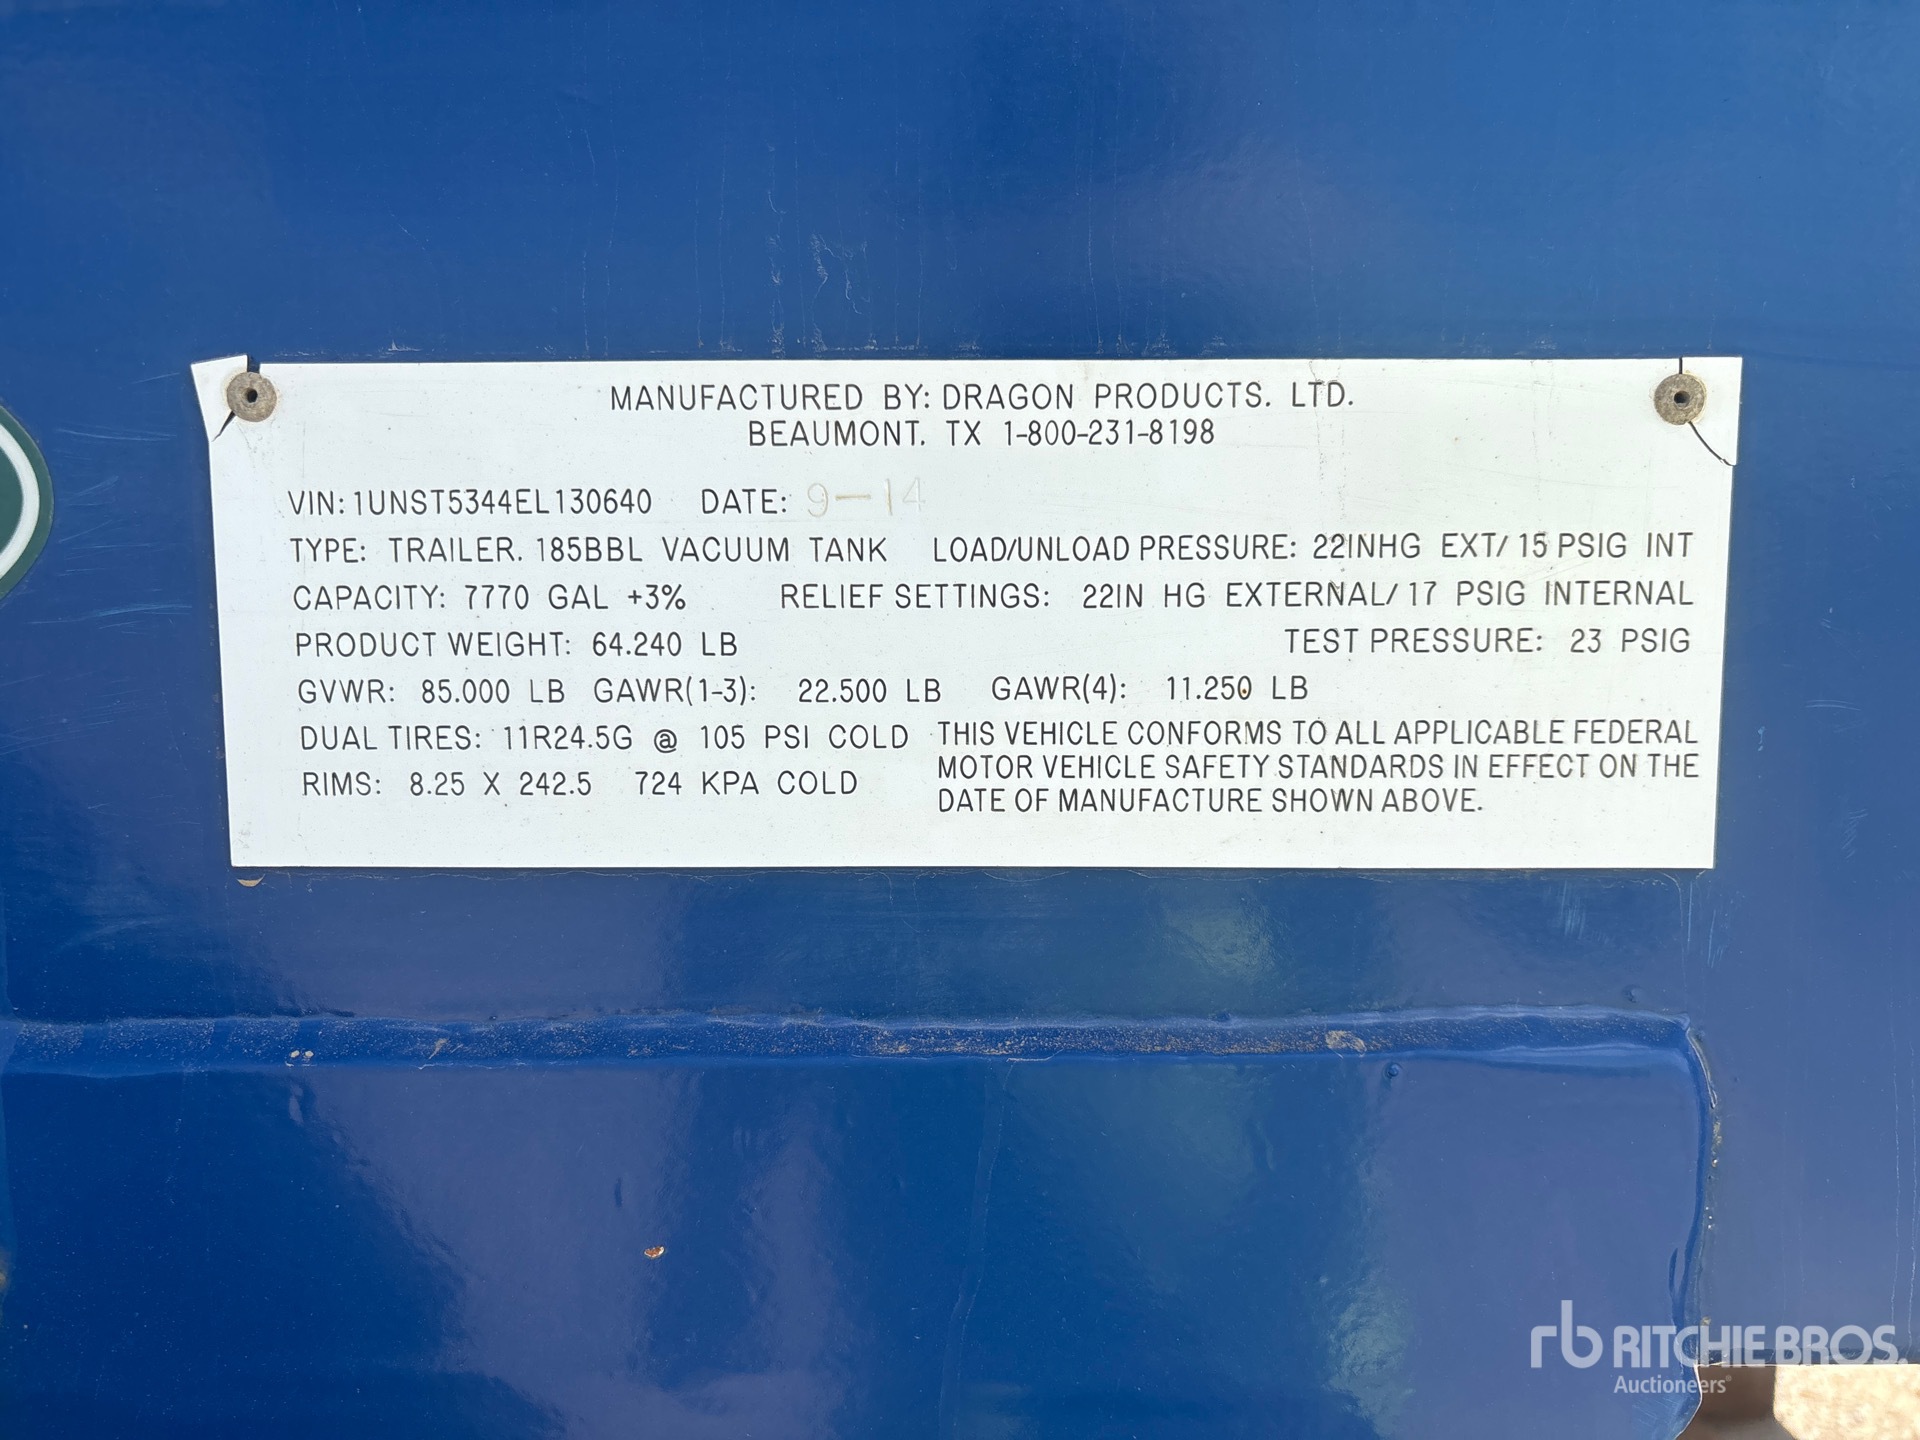 MANUFACTURED BY: DRAGON PRODUCTS. LTD.
BEAUMONT. TX 1-800-231-8198
VIN: 1UNST5344EL130640 DATE: 9-14
TYPE: TRAILER. 185BBL VACUUM TANK LOAD/UNLOAD PRESSURE: 22INHG EXT/ 15 PSIG INT
CAPACITY: 7770 GAL +3% RELIEF SETTINGS: 22IN HG EXTERNAL/ 17 PSIG INTERNAL
PRODUCT WEIGHT: 64.240 LB TEST PRESSURE: 23 PSIG
GVWR: 85.000 LB GAWR(1-3): 22.500 LB GAWR(4): 11.250 LB
DUAL TIRES: 11R24.5G @ 105 PSI COLD
RIMS: 8.25 X 242.5 724 KPA COLD
THIS VEHICLE CONFORMS TO ALL APPLICABLE FEDERAL
MOTOR VEHICLE SAFETY STANDARDS IN EFFECT ON THE
DATE OF MANUFACTURE SHOWN ABOVE.
rb RITCHIE BROS.
Auctioneers